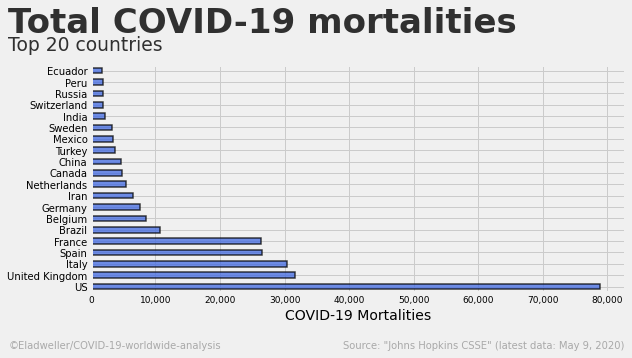 Total COVID-19 mortalities
Top 20 countries
Ecuador
Peru
Russia
Switzerland
India
Sweden
Mexico
Turkey
China
Canada
Netherlands
Iran
Germany
Belgium
Brazil
France
Spain
Italy
United Kingdom
US
0 10,000 20,000 30,000 40,000 50,000 60,000 70,000 80,000
COVID-19 Mortalities
©Eladweller/COVID-19-worldwide-analysis Source: "Johns Hopkins CSSE" (latest data: May 9, 2020)